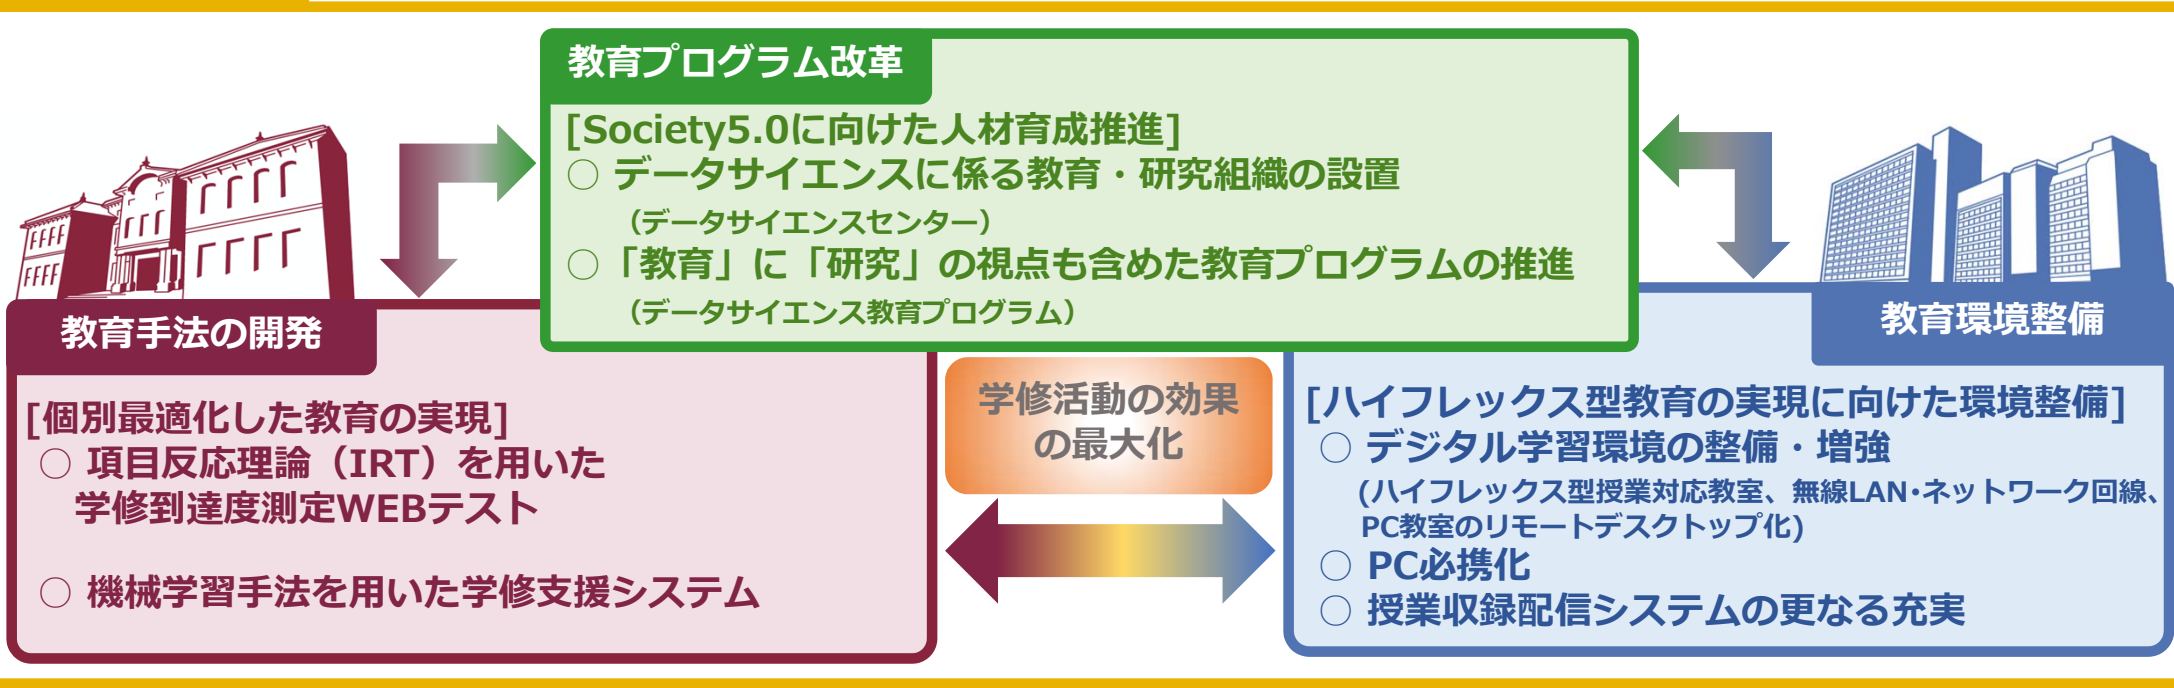 教育プログラム改革
[Society5.0に向けた人材育成推進]
○ データサイエンスに係る教育・研究組織の設置
（データサイエンスセンター）
○「教育」に「研究」の視点も含めた教育プログラムの推進
（データサイエンス教育プログラム）
教育手法の開発
[個別最適化した教育の実現]
○ 項目反応理論（IRT）を用いた
学修到達度測定WEBテスト
○ 機械学習手法を用いた学修支援システム
学修活動の効果
の最大化
教育環境整備
[ハイフレックス型教育の実現に向けた環境整備]
○ デジタル学習環境の整備・増強
(ハイフレックス型授業対応教室、無線LAN・ネットワーク回線、
PC教室のリモートデスクトップ化)
○ PC必携化
○ 授業収録配信システムの更なる充実